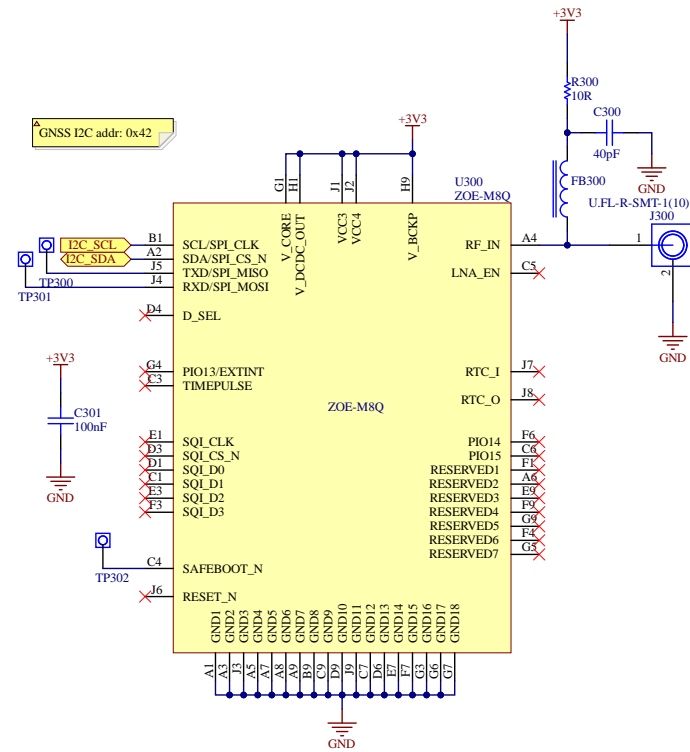 +3V3
R300
10R
C300
40pF
GND
FB300
U.FL-R-SMT-1(10)
J300
1
2
GND
GNSS I2C addr: 0x42
+3V3
G1
H1
J1
J2
H9
U300
ZOE-M8Q
V_CORE
V_DCDC_OUT
VCC3
VCC4
V_BCKP
I2C_SCL
B1
SCL/SPI_CLK
I2C_SDA
A2
SDA/SPI_CS_N
TP300
J5
TXD/SPI_MISO
TP301
J4
RXD/SPI_MOSI
D4
D_SEL
G4
PIO13/EXTINT
C3
TIMEPULSE
E1
SQI_CLK
D3
SQI_CS_N
D1
SQI_D0
C1
SQI_D1
E3
SQI_D2
F3
SQI_D3
C4
SAFEBOOT_N
TP302
J6
RESET_N
RF_IN
A4
LNA_EN
C5
RTC_I
J7
RTC_O
J8
ZOE-M8Q
PIO14
F6
PIO15
C6
RESERVED1
F1
RESERVED2
A6
RESERVED3
E9
RESERVED4
F9
RESERVED5
G9
RESERVED6
F4
RESERVED7
G5
+3V3
C301
100nF
GND
GND1
GND2
GND3
GND4
GND5
GND6
GND7
GND8
GND9
GND10
GND11
GND12
GND13
GND14
GND15
GND16
GND17
GND18
A1
A3
J3
A5
A7
A8
A9
B9
C9
D9
J9
C7
D6
E7
F7
G3
G6
G7
GND